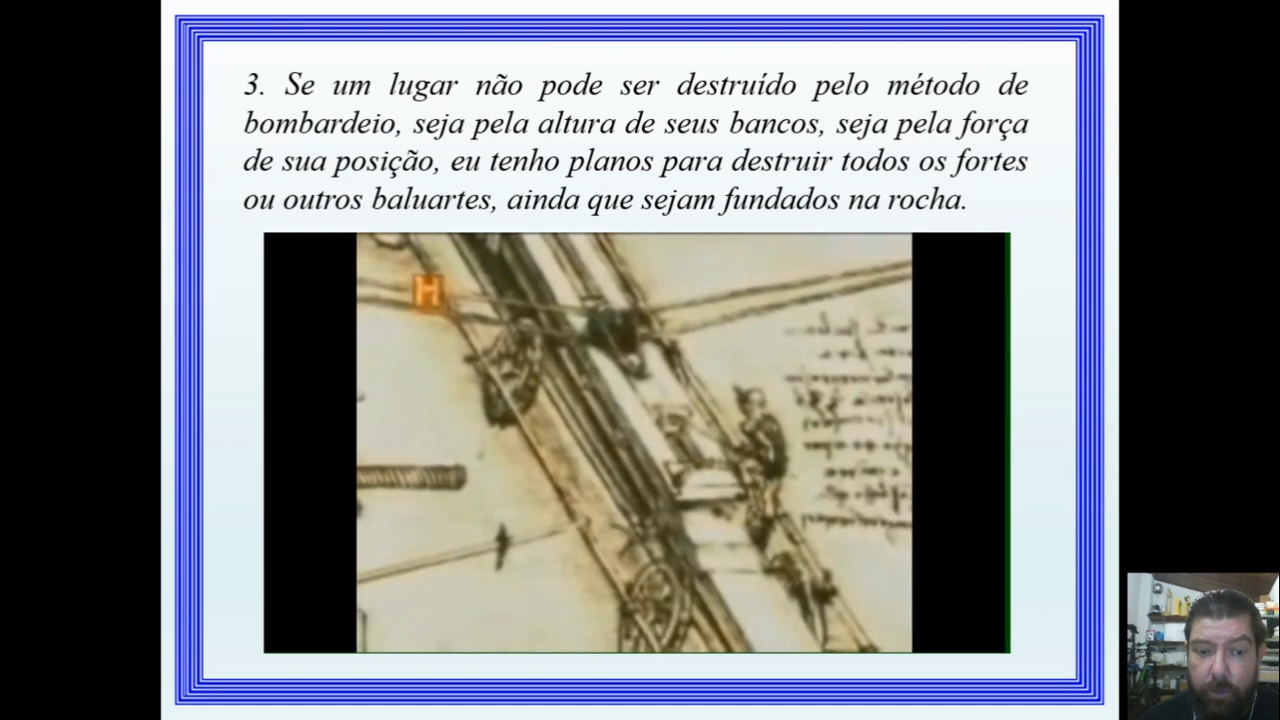 3. Se um lugar não pode ser destruído pelo método de
bombardeio, seja pela altura de seus bancos, seja pela força
de sua posição, eu tenho planos para destruir todos os fortes
ou outros baluartes, ainda que sejam fundados na rocha.
H